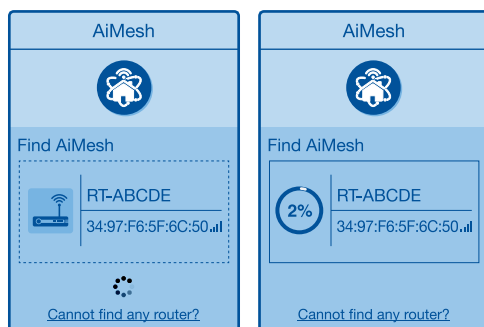 AiMesh
Find AiMesh
RT-ABCDE
34:97:F6:5F:6C:50
Cannot find any router?
AiMesh
Find AiMesh
2%
RT-ABCDE
34:97:F6:5F:6C:50
Cannot find any router?